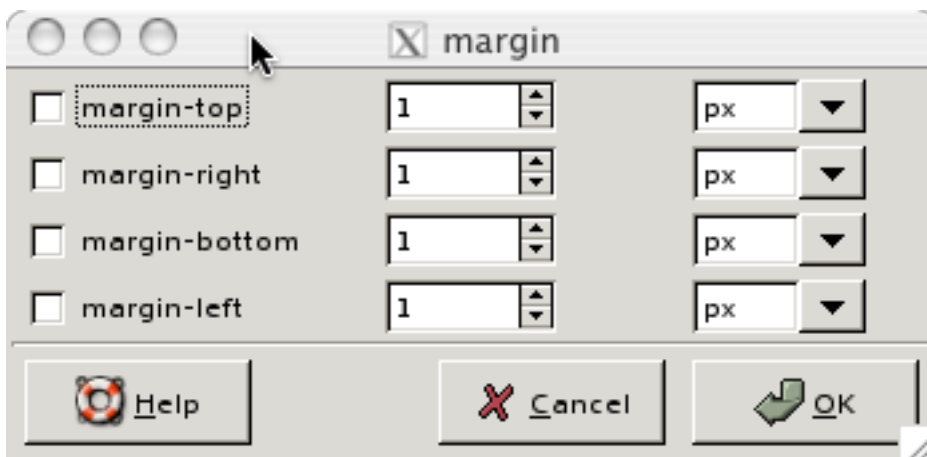 margin
margin-top 1 px
margin-right 1 px
margin-bottom 1 px
margin-left 1 px
Help Cancel OK